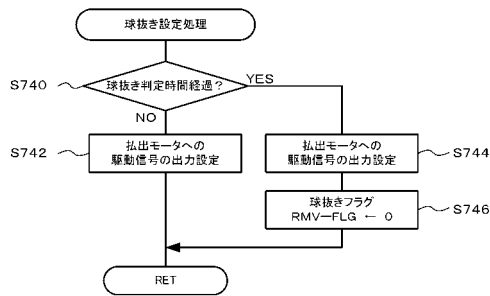 球抜き設定処理
S740
球抜き判定時間経過？
YES
NO
S742
払出モータへの
駆動信号の出力設定
払出モータへの
駆動信号の出力設定
S744
球抜きフラグ
RMV－FLG ← 0
S746
RET